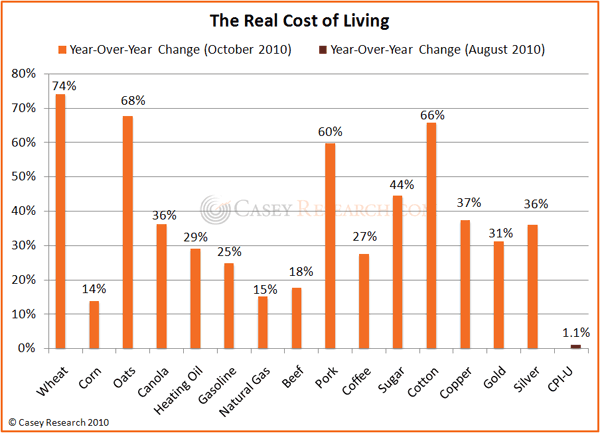 The Real Cost of Living
Year-Over-Year Change (October 2010) Year-Over-Year Change (August 2010)
80%
70%
60%
50%
40%
30%
20%
10%
0%
74%
14%
68%
36%
29%
25%
15%
18%
60%
27%
44%
66%
37%
31%
36%
1.1%
CASEY RESEARCH.COM
Wheat
Corn
Oats
Canola
Heating Oil
Gasoline
Natural Gas
Beef
Pork
Coffee
Sugar
Cotton
Copper
Gold
Silver
CPI-U
© Casey Research 2010